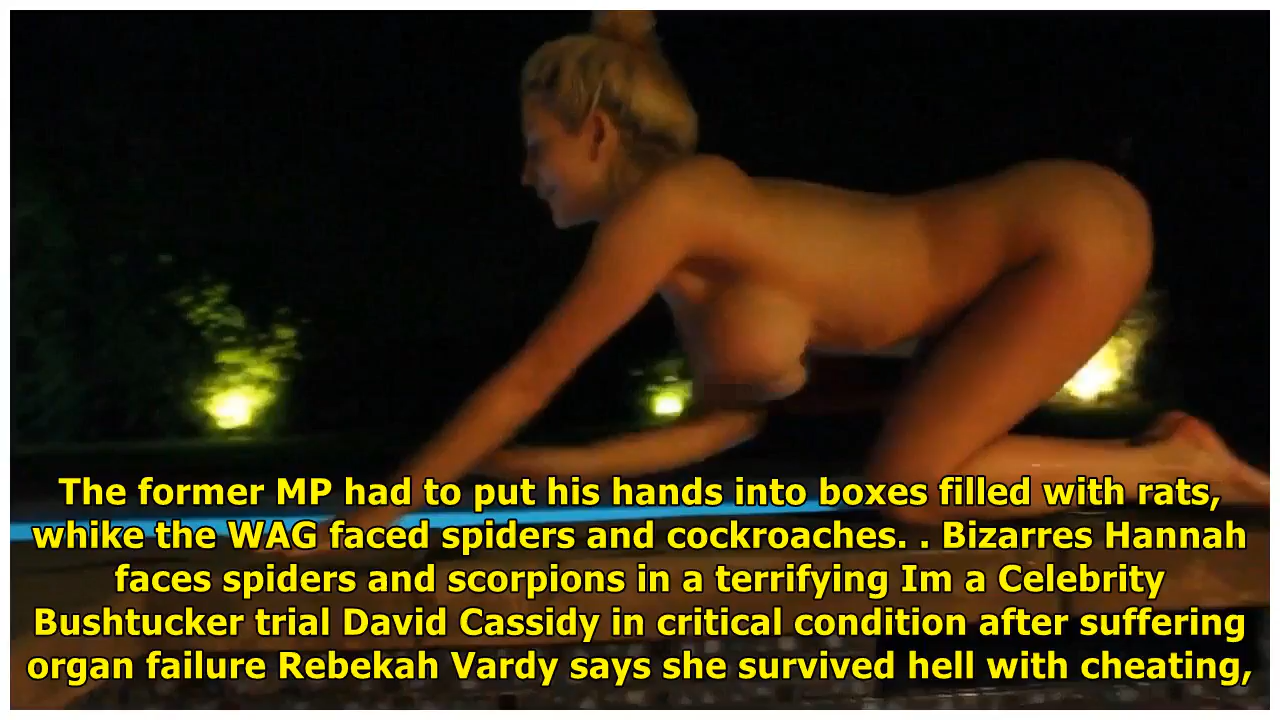 The former MP had to put his hands into boxes filled with rats,
whike the WAG faced spiders and cockroaches. . Bizarres Hannah
faces spiders and scorpions in a terrifying Im a Celebrity
Bushtucker trial David Cassidy in critical condition after suffering
organ failure Rebekah Vardy says she survived hell with cheating,